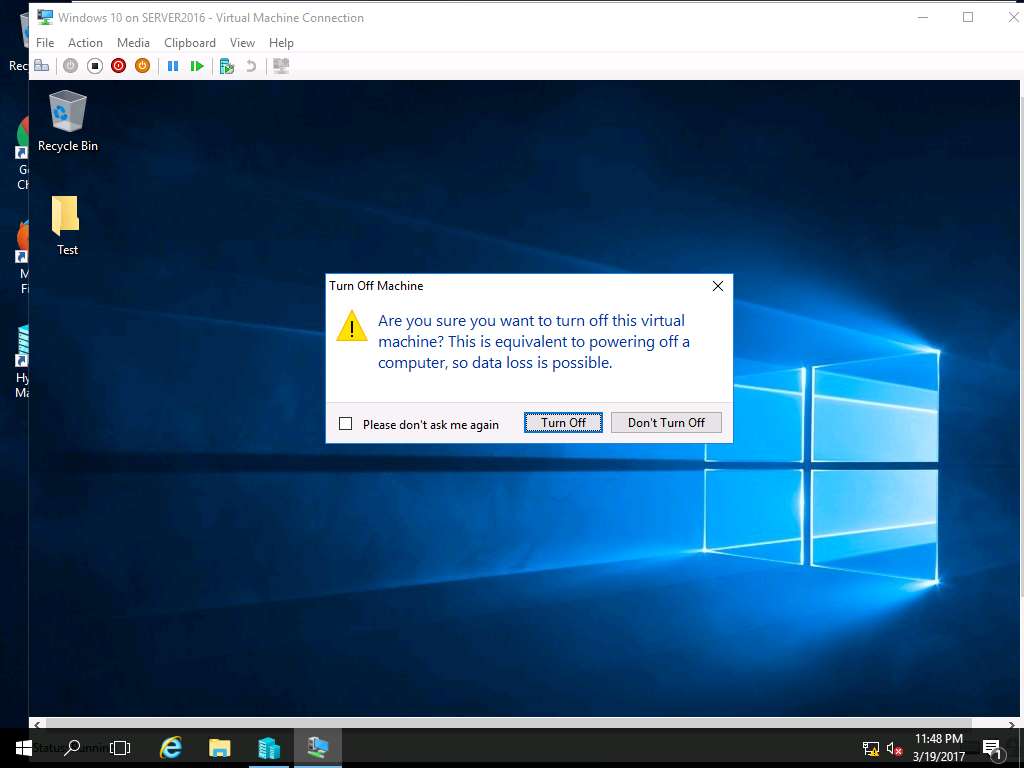 Windows 10 on SERVER2016 - Virtual Machine Connection
File Action Media Clipboard View Help
Rec
Recycle Bin
G
Ch
Test
M
Fi
Turn Off Machine
Are you sure you want to turn off this virtual
machine? This is equivalent to powering off a
computer, so data loss is possible.
Please don't ask me again
Turn Off
Don't Turn Off
Hy
Ma
Status: Running
11:48 PM
3/19/2017
1